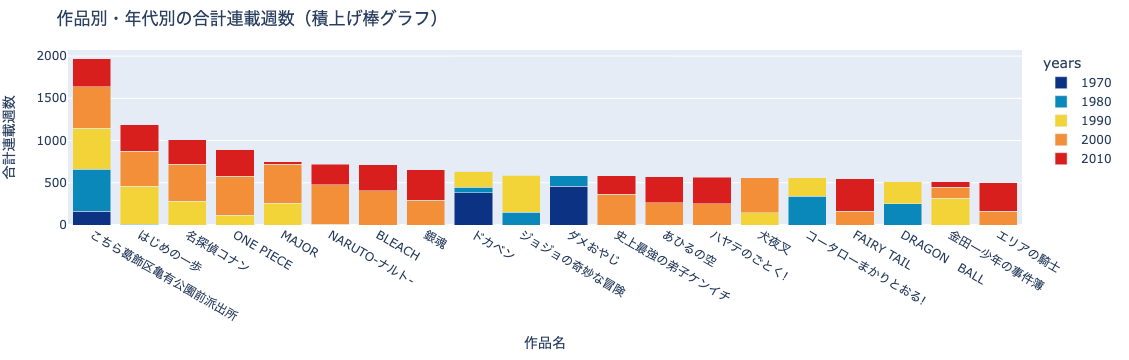 作品別・年代別の合計連載週数（積上げ棒グラフ）
合計連載週数
2000
1500
1000
500
0
years
1970
1980
1990
2000
2010
こちら葛飾区亀有公園前派出所
はじめの一歩
名探偵コナン
ONE PIECE
MAJOR
NARUTO-ナルト-
BLEACH
銀魂
ドカベン
ジョジョの奇妙な冒険
ダメおやじ
史上最強の弟子ケンイチ
あひるの空
ハヤテのごとく!
犬夜叉
コータローまかりとおる!
FAIRY TAIL
DRAGON　BALL
金田一少年の事件簿
エリアの騎士
作品名